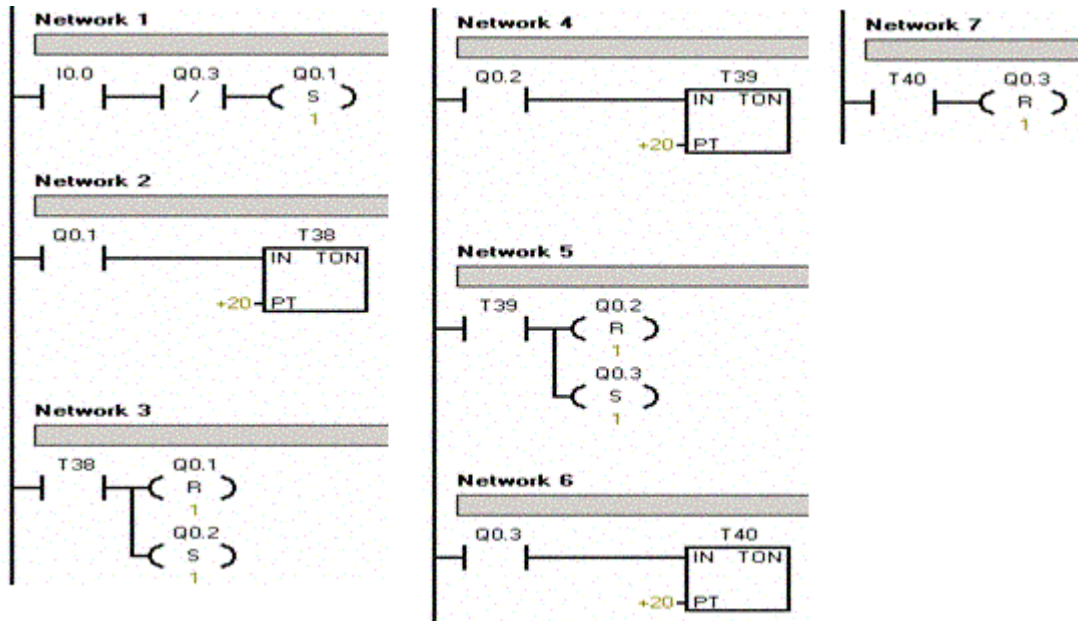 Network 1
I0.0 Q0.3 Q0.1
/ S
1
Network 2
Q0.1 T38
IN TON
+20 PT
Network 3
T38 Q0.1
R
1
Q0.2
S
1
Network 4
Q0.2 T39
IN TON
+20 PT
Network 5
T39 Q0.2
R
1
Q0.3
S
1
Network 6
Q0.3 T40
IN TON
+20 PT
Network 7
T40 Q0.3
R
1